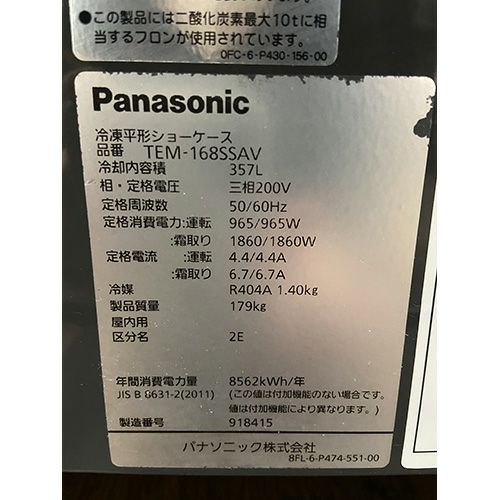 ●この製品には二酸化炭素最大10tに相
当するフロンが使用されています。
0FC-6-P430-156-00
Panasonic
冷凍平形ショーケース
品番 TEM-168SSAV
冷却内容積 357L
相・定格電圧 三相200V
定格周波数 50/60Hz
定格消費電力:運転 965/965W
:霜取り 1860/1860W
定格電流 :運転 4.4/4.4A
:霜取り 6.7/6.7A
冷媒 R404A 1.40kg
製品質量 179kg
屋内用
区分名 2E
年間消費電力量 8562kWh/年
JIS B 8631-2(2011) (この値は付加機能のない場合です。
値は付加機能により異なります。)
製造番号 918415
パナソニック株式会社
8FL-6-P474-551-00